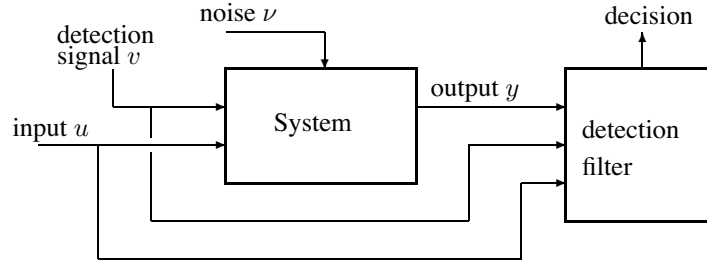 noise ν
decision
detection
signal v
output y
System
input u
detection
filter